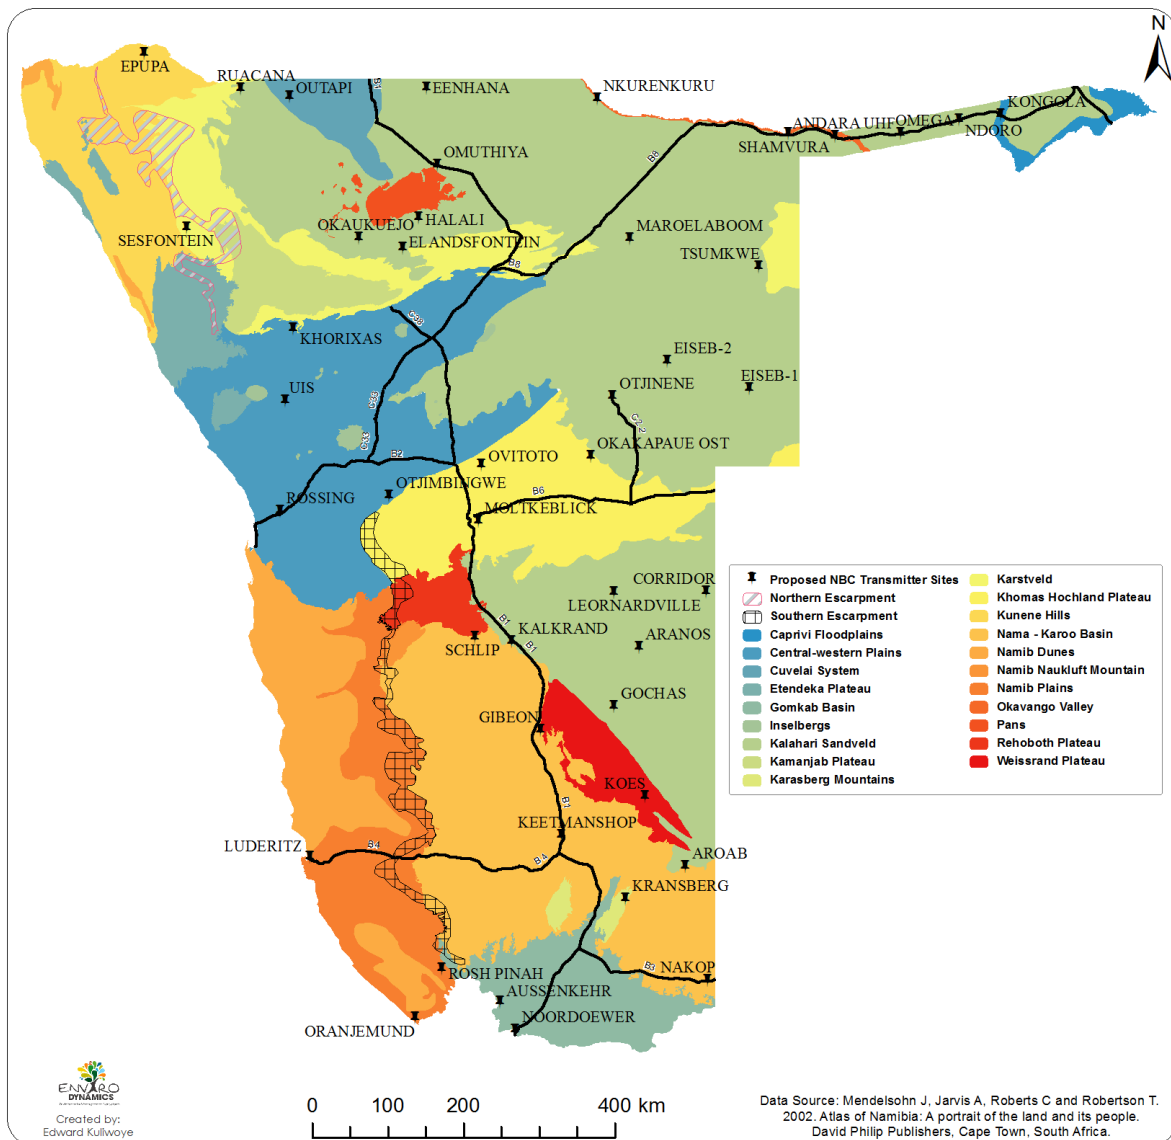 N
EPUPA
RUACANA
OUTAPI
B1
EENHANA
NKURENKURU
KONGOLA
ANDARA UHF
OMEGA
NDORO
SHAMVURA
OMUTHIYA
B8
HALALI
OKAUKUEJO
ELANDSFONTEIN
SESFONTEIN
MAROELABOOM
TSUMKWE
B8
C38
KHORIXAS
EISEB-2
EISEB-1
OTJINENE
UIS
C33
C22
C33
B2
OVITOTO
OKAKAPAUE OST
OTJIMBINGWE
B6
ROSSING
MOLTKEBLICK
CORRIDOR
LEORNARDVILLE
B1
KALKRAND
ARANOS
B1
SCHLIP
GOCHAS
GIBEON
KOES
B1
KEETMANSHOP
LUDERITZ
B4
B4
AROAB
KRANSBERG
NAKOP
B3
ROSH PINAH
AUSSENKEHR
NOORDOEWER
ORANJEMUND
Proposed NBC Transmitter Sites
Northern Escarpment
Southern Escarpment
Caprivi Floodplains
Central-western Plains
Cuvelai System
Etendeka Plateau
Gomkab Basin
Inselbergs
Kalahari Sandveld
Kamanjab Plateau
Karasberg Mountains
Karstveld
Khomas Hochland Plateau
Kunene Hills
Nama - Karoo Basin
Namib Dunes
Namib Naukluft Mountain
Namib Plains
Okavango Valley
Pans
Rehoboth Plateau
Weissrand Plateau
ENVIRO
DYNAMICS
Created by:
Edward Kullwoye
0 100 200 400 km
Data Source: Mendelsohn J, Jarvis A, Roberts C and Robertson T.
2002. Atlas of Namibia: A portrait of the land and its people.
David Philip Publishers, Cape Town, South Africa.